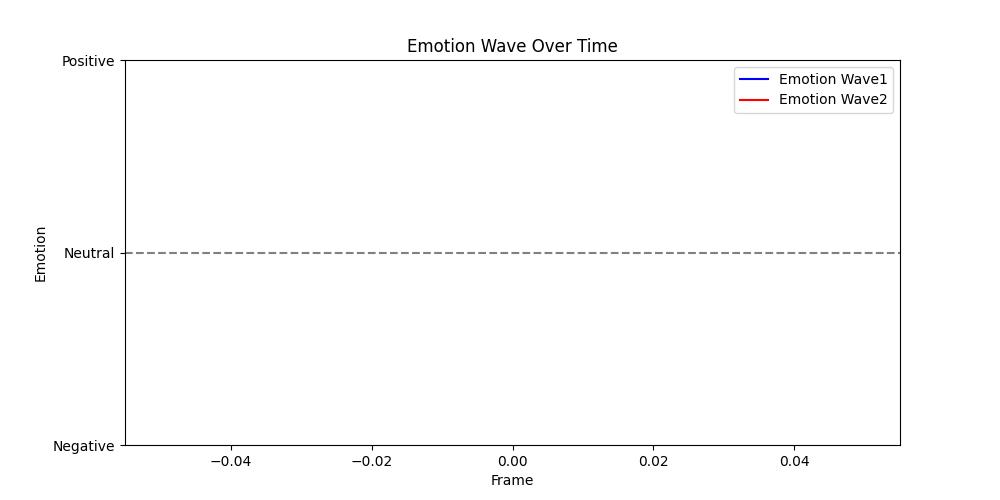 Emotion Wave Over Time
Positive
Emotion Wave1
Emotion Wave2
Emotion
Neutral
Negative
−0.04
−0.02
0.00
0.02
0.04
Frame